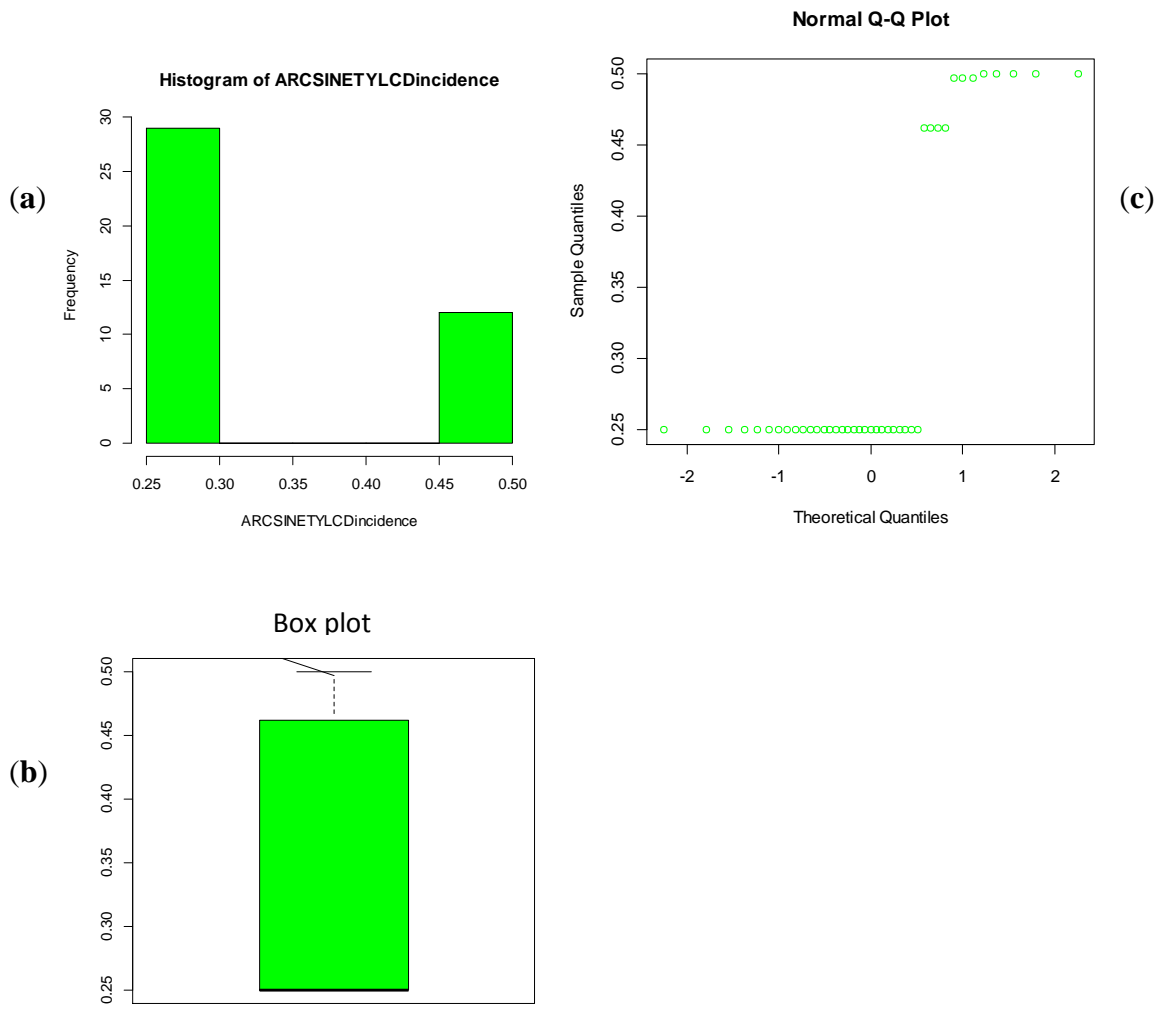 (a)
Histogram of ARCSINETYLCDincidence
Frequency
0 5 10 15 20 25 30
0.25 0.30 0.35 0.40 0.45 0.50
ARCSINETYLCDincidence
Normal Q-Q Plot
(c)
Sample Quantiles
0.25 0.30 0.35 0.40 0.45 0.50
-2 -1 0 1 2
Theoretical Quantiles
Box plot
(b)
0.25 0.30 0.35 0.40 0.45 0.50